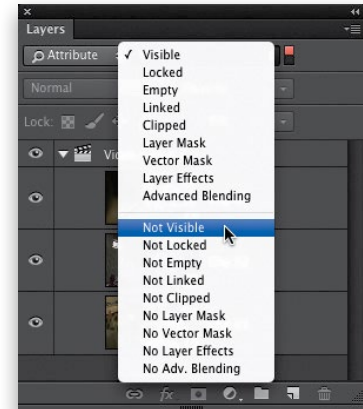 Layers
Attribute
✓ Visible
Locked
Normal
Empty
Linked
Lock:
Clipped
Layer Mask
Vector Mask
Layer Effects
Advanced Blending
Not Visible
Not Locked
Not Empty
Not Linked
Not Clipped
No Layer Mask
No Vector Mask
No Layer Effects
No Adv. Blending
fx